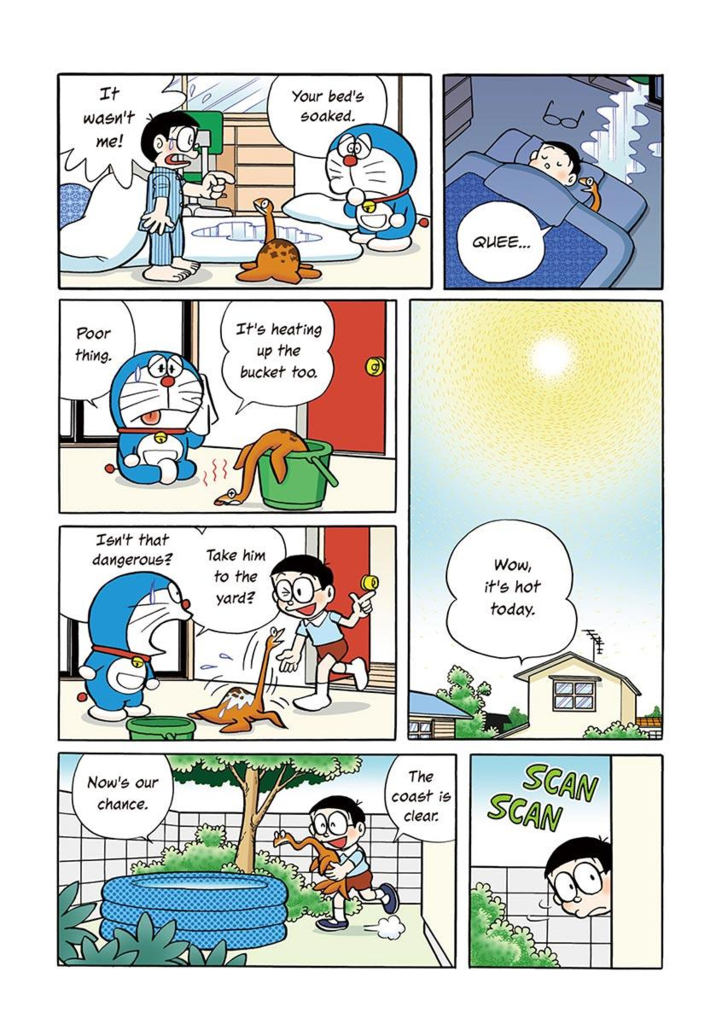 QUEE...
Your bed's
soaked.
It
wasn't
me!
Wow,
it's hot
today.
It's heating
up the
bucket too.
Poor
thing.
Take him
to the
yard?
Isn't that
dangerous?
SCAN
SCAN
The
coast is
clear.
Now's our
chance.